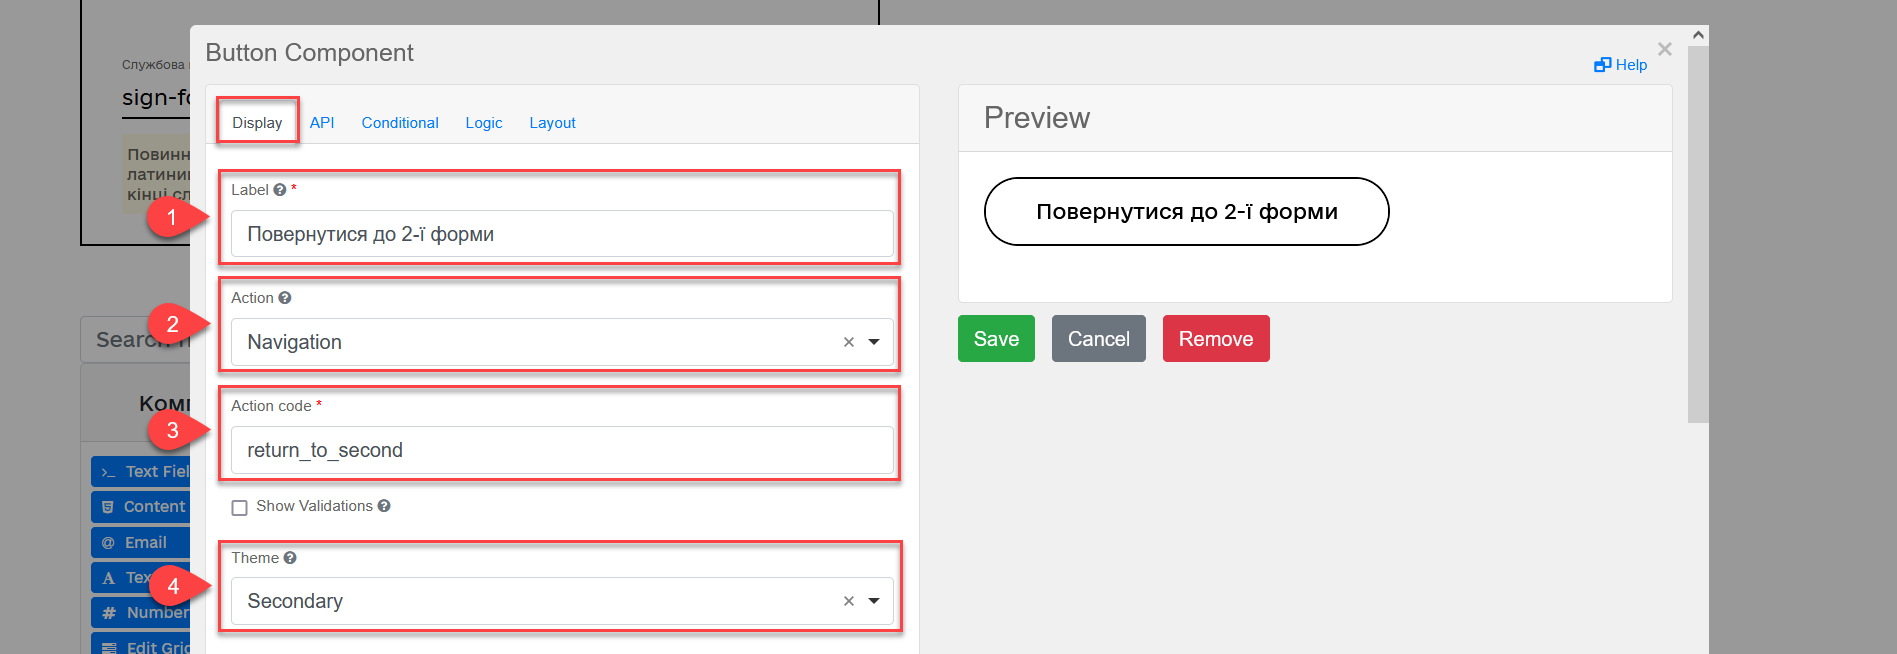 Button Component
Help
Display API Conditional Logic Layout
Label *
Повернутися до 2-ї форми
Action
Navigation
Action code *
return_to_second
Show Validations
Theme
Secondary
Preview
Повернутися до 2-ї форми
Save Cancel Remove
1
2
3
4
Службова
sign-fo
Повинн
латини
кінці сл
Search
Комп
Text Fiel
Content
Email
Tex
Number
Edit Grid